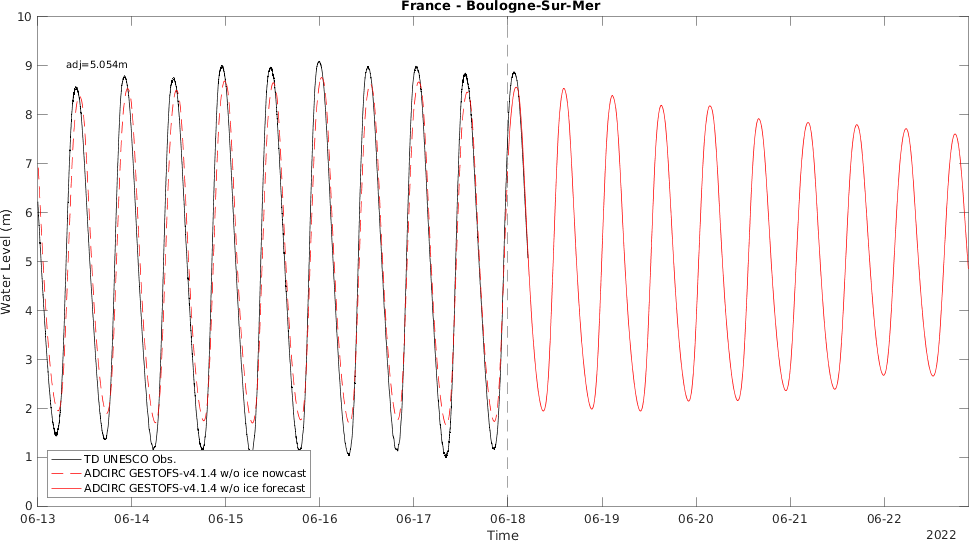 France - Boulogne-Sur-Mer
10
9
8
7
6
5
4
3
2
1
0
Water Level (m)
adj=5.054m
TD UNESCO Obs.
ADCIRC GESTOFS-v4.1.4 w/o ice nowcast
ADCIRC GESTOFS-v4.1.4 w/o ice forecast
06-13 06-14 06-15 06-16 06-17 06-18 06-19 06-20 06-21 06-22
Time
2022